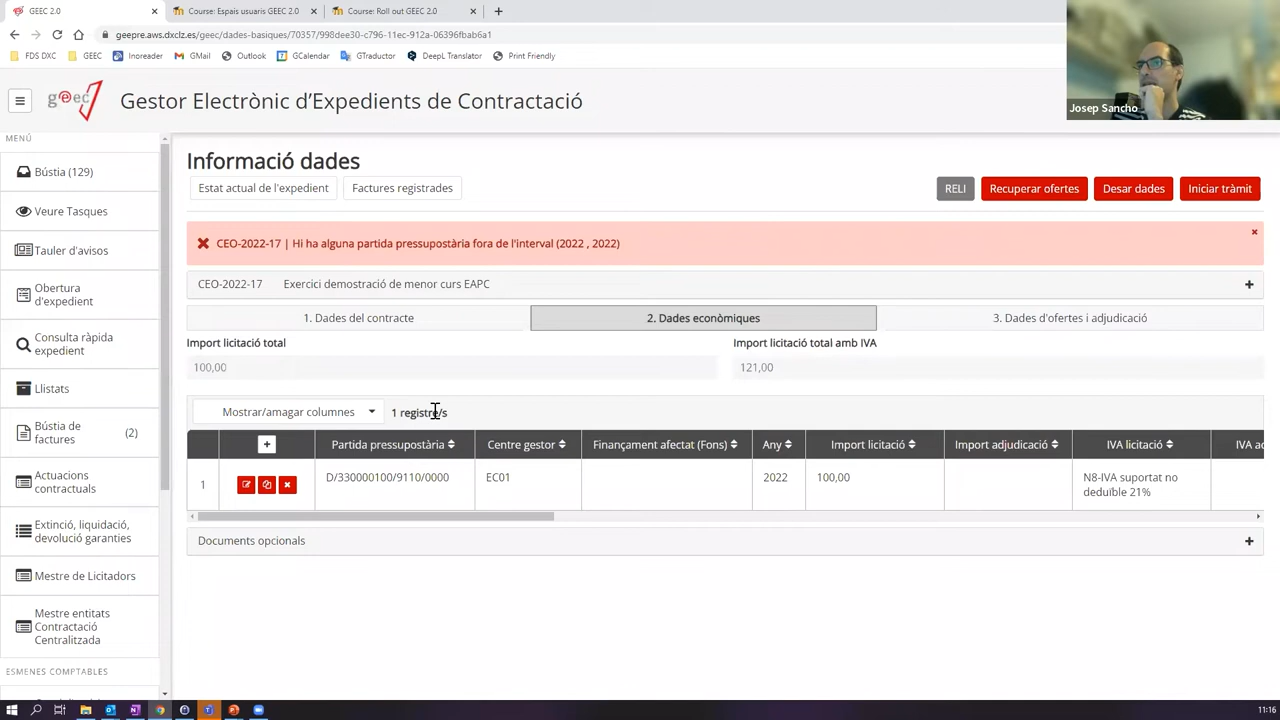 GEEC 2.0
Course: Espais usuaris GEEC 2.0
Course: Roll out GEEC 2.0
geepre.aws.dxclz.es/geec/dades-basiques/70357/998dee30-c796-11ec-912a-06396fbab6a1
FDS DXC
GEEC
Inoreader
GMail
Outlook
GCalendar
GTraductor
DeepL Translator
Print Friendly
Josep Sancho
geec
Gestor Electrònic d'Expedients de Contractació
MENÚ
Bústia (129)
Veure Tasques
Tauler d'avisos
Obertura
d'expedient
Consulta ràpida
expedient
Llistats
Bústia de
factures
(2)
Actuacions
contractuals
Extinció, liquidació,
devolució garanties
Mestre de Licitadors
Mestre entitats
Contractació
Centralitzada
ESMENES COMPTABLES
Informació dades
Estat actual de l'expedient
Factures registrades
RELI
Recuperar ofertes
Desar dades
Iniciar tràmit
CEO-2022-17 | Hi ha alguna partida pressupostària fora de l'interval (2022 , 2022)
CEO-2022-17 Exercici demostració de menor curs EAPC
1. Dades del contracte
2. Dades econòmiques
3. Dades d'ofertes i adjudicació
Import licitació total
Import licitació total amb IVA
100,00
121,00
Mostrar/amagar columnes
1 registre/s
Partida pressupostària
Centre gestor
Finançament afectat (Fons)
Any
Import licitació
Import adjudicació
IVA licitació
IVA ad
1
D/330000100/9110/0000
EC01
2022
100,00
N8-IVA suportat no
deduïble 21%
Documents opcionals
11:16